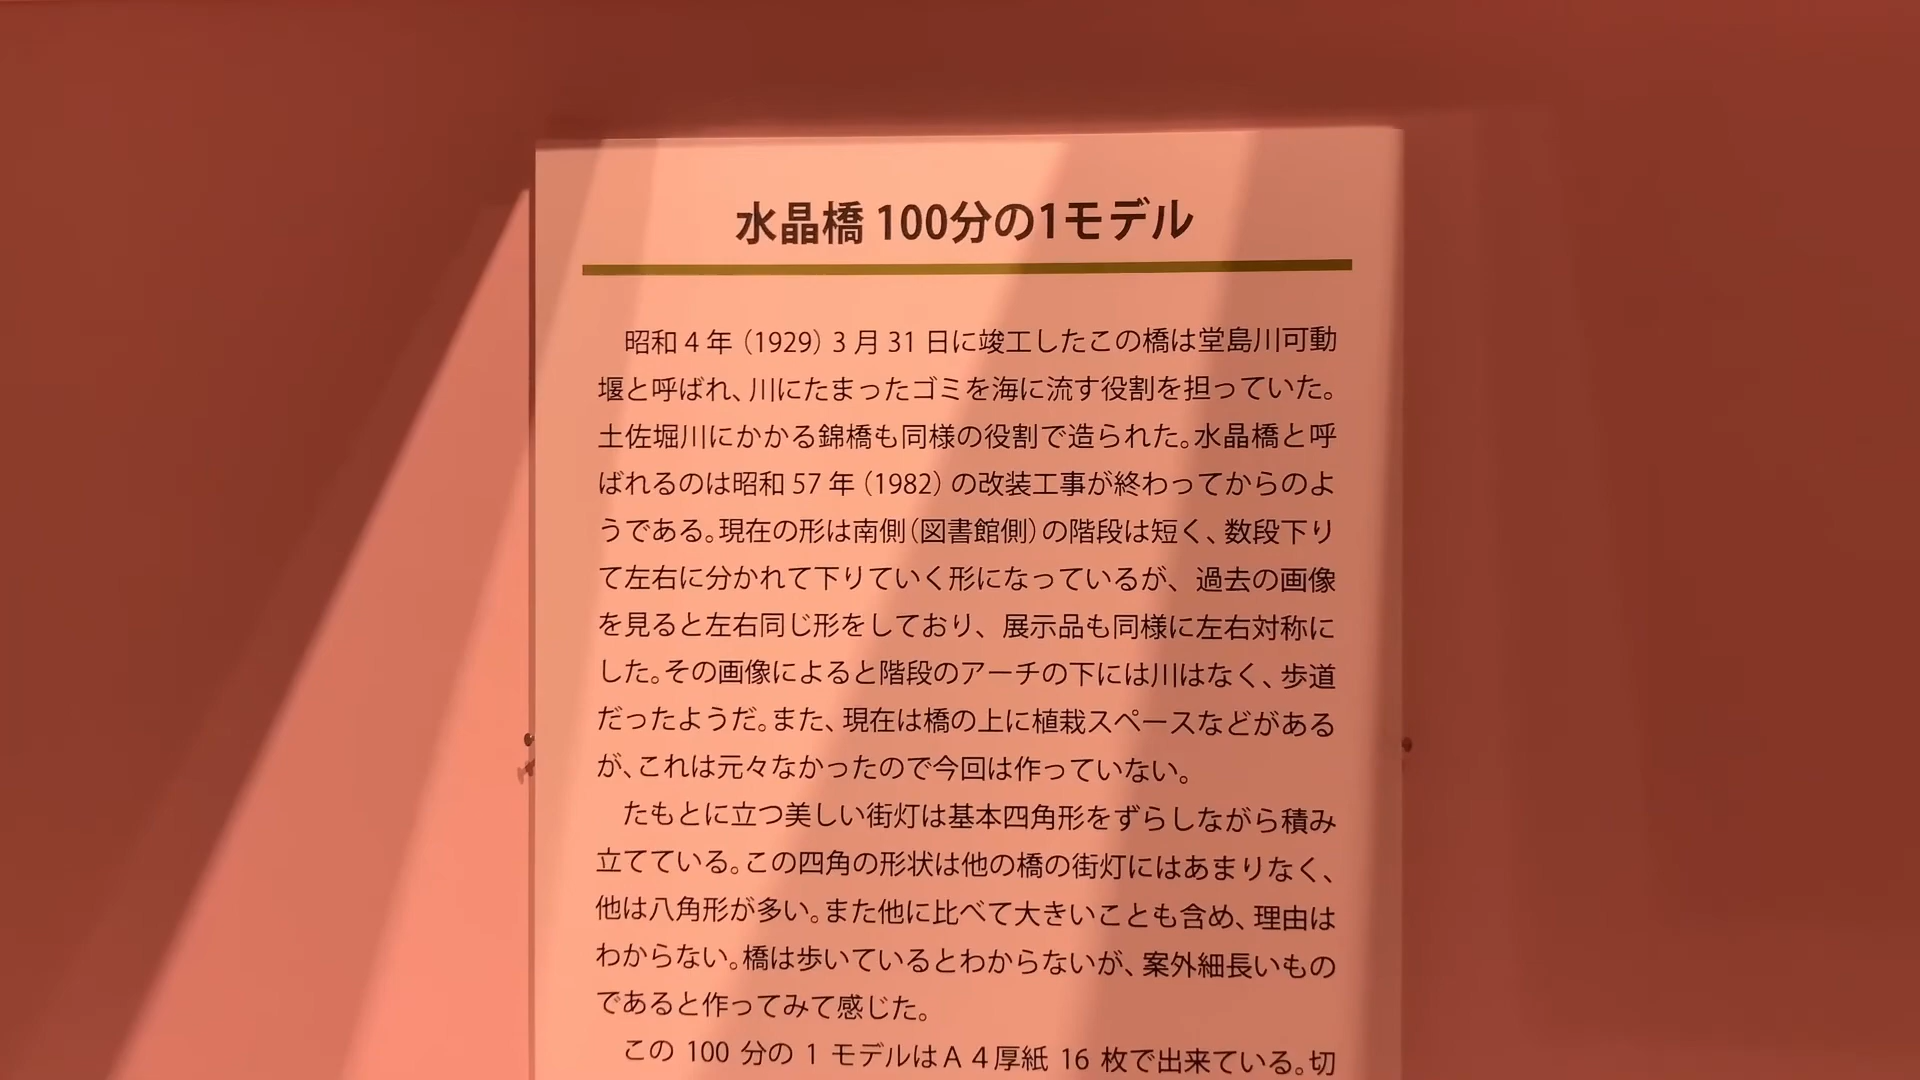 水晶橋 100分の1モデル
昭和 4 年（1929）3 月 31 日に竣工したこの橋は堂島川可動
堰と呼ばれ、川にたまったゴミを海に流す役割を担っていた。
土佐堀川にかかる錦橋も同様の役割で造られた。水晶橋と呼
ばれるのは昭和 57 年（1982）の改装工事が終わってからのよ
うである。現在の形は南側（図書館側）の階段は短く、数段下り
て左右に分かれて下りていく形になっているが、過去の画像
を見ると左右同じ形をしており、展示品も同様に左右対称に
した。その画像によると階段のアーチの下には川はなく、歩道
だったようだ。また、現在は橋の上に植栽スペースなどがある
が、これは元々なかったので今回は作っていない。
たもとに立つ美しい街灯は基本四角形をずらしながら積み
立てている。この四角の形状は他の橋の街灯にはあまりなく、
他は八角形が多い。また他に比べて大きいことも含め、理由は
わからない。橋は歩いているとわからないが、案外細長いもの
であると作ってみて感じた。
この 100 分の 1 モデルはA 4厚紙 16 枚で出来ている。切